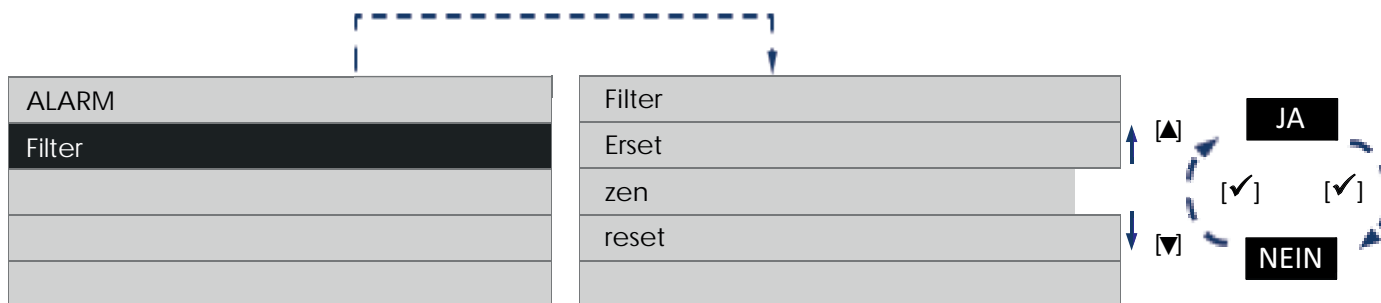 ALARM
Filter
Filter
Erset
zen
reset
[▲]
[▼]
JA
[✓] [✓]
NEIN